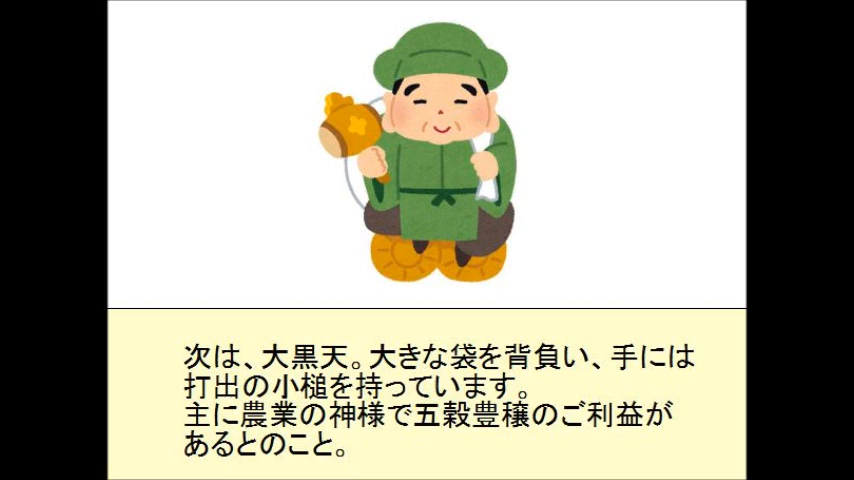 次は、大黒天。大きな袋を背負い、手には
打出の小槌を持っています。
主に農業の神様で五穀豊穣のご利益が
あるとのこと。